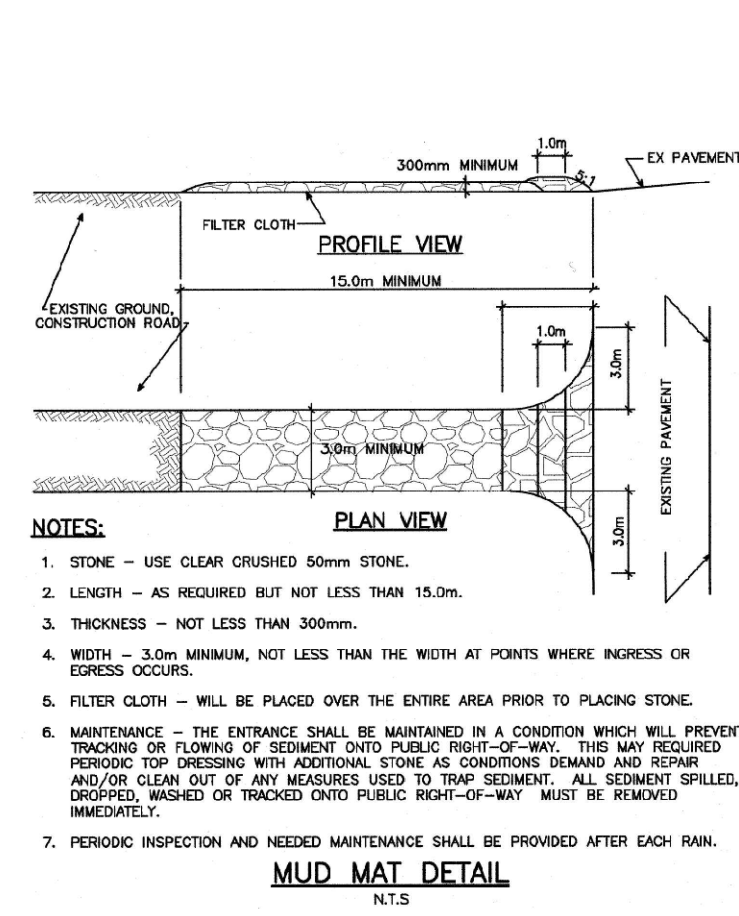 1.0m
300mm MINIMUM
5:1
EX PAVEMENT
FILTER CLOTH
PROFILE VIEW
15.0m MINIMUM
EXISTING GROUND,
CONSTRUCTION ROAD
1.0m
3.0m
3.0m MINIMUM
EXISTING PAVEMENT
3.0m
PLAN VIEW
NOTES:
1. STONE – USE CLEAR CRUSHED 50mm STONE.
2. LENGTH – AS REQUIRED BUT NOT LESS THAN 15.0m.
3. THICKNESS – NOT LESS THAN 300mm.
4. WIDTH – 3.0m MINIMUM, NOT LESS THAN THE WIDTH AT POINTS WHERE INGRESS OR
EGRESS OCCURS.
5. FILTER CLOTH – WILL BE PLACED OVER THE ENTIRE AREA PRIOR TO PLACING STONE.
6. MAINTENANCE – THE ENTRANCE SHALL BE MAINTAINED IN A CONDITION WHICH WILL PREVENT
TRACKING OR FLOWING OF SEDIMENT ONTO PUBLIC RIGHT–OF–WAY. THIS MAY REQUIRED
PERIODIC TOP DRESSING WITH ADDITIONAL STONE AS CONDITIONS DEMAND AND REPAIR
AND/OR CLEAN OUT OF ANY MEASURES USED TO TRAP SEDIMENT. ALL SEDIMENT SPILLED,
DROPPED, WASHED OR TRACKED ONTO PUBLIC RIGHT–OF–WAY MUST BE REMOVED
IMMEDIATELY.
7. PERIODIC INSPECTION AND NEEDED MAINTENANCE SHALL BE PROVIDED AFTER EACH RAIN.
MUD MAT DETAIL
N.T.S